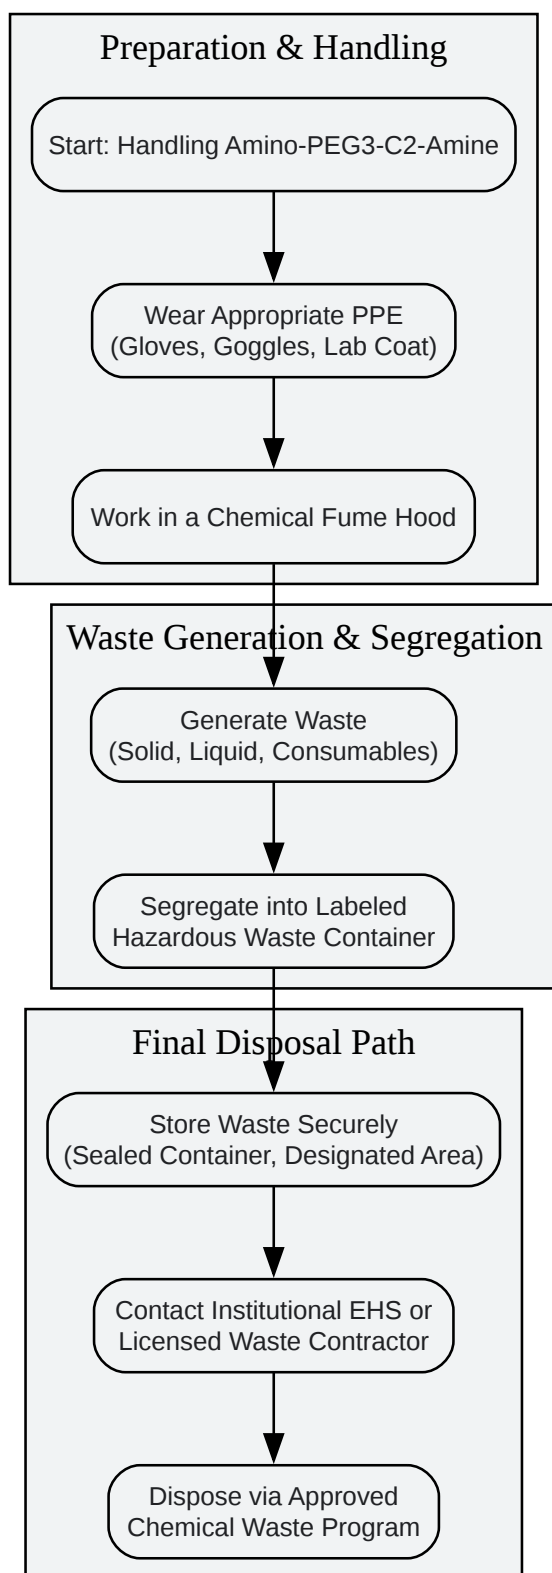 Preparation & Handling
Start: Handling Amino-PEG3-C2-Amine
Wear Appropriate PPE
(Gloves, Goggles, Lab Coat)
Work in a Chemical Fume Hood
Waste Generation & Segregation
Generate Waste
(Solid, Liquid, Consumables)
Segregate into Labeled
Hazardous Waste Container
Final Disposal Path
Store Waste Securely
(Sealed Container, Designated Area)
Contact Institutional EHS or
Licensed Waste Contractor
Dispose via Approved
Chemical Waste Program